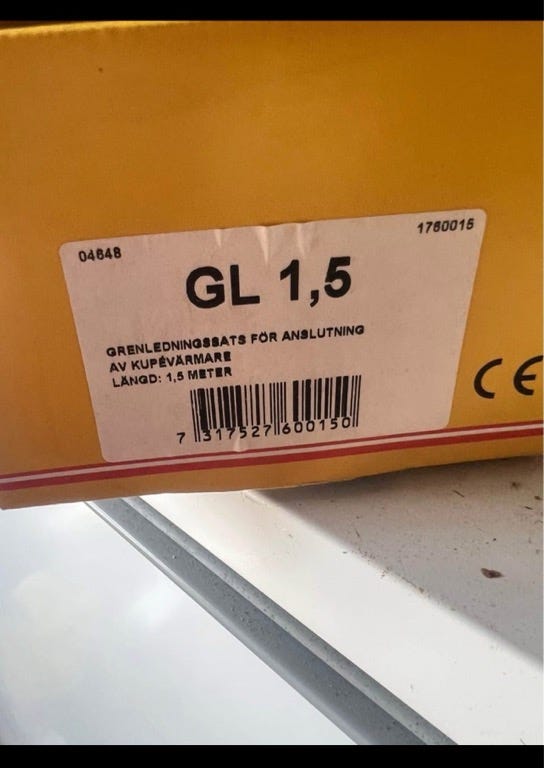 04648
1760015
GL 1,5
GRENLEDNINGSSATS FÖR ANSLUTNING
AV KUPÉVÄRMARE
LÄNGD: 1,5 METER
7 317527 600150
CE